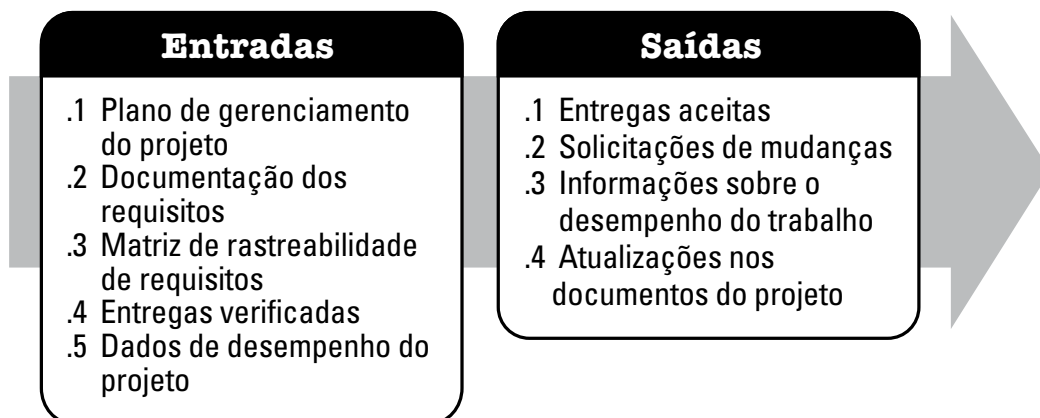 Entradas
.1 Plano de gerenciamento
do projeto
.2 Documentação dos
requisitos
.3 Matriz de rastreabilidade
de requisitos
.4 Entregas verificadas
.5 Dados de desempenho do
projeto
Saídas
.1 Entregas aceitas
.2 Solicitações de mudanças
.3 Informações sobre o
desempenho do trabalho
.4 Atualizações nos
documentos do projeto